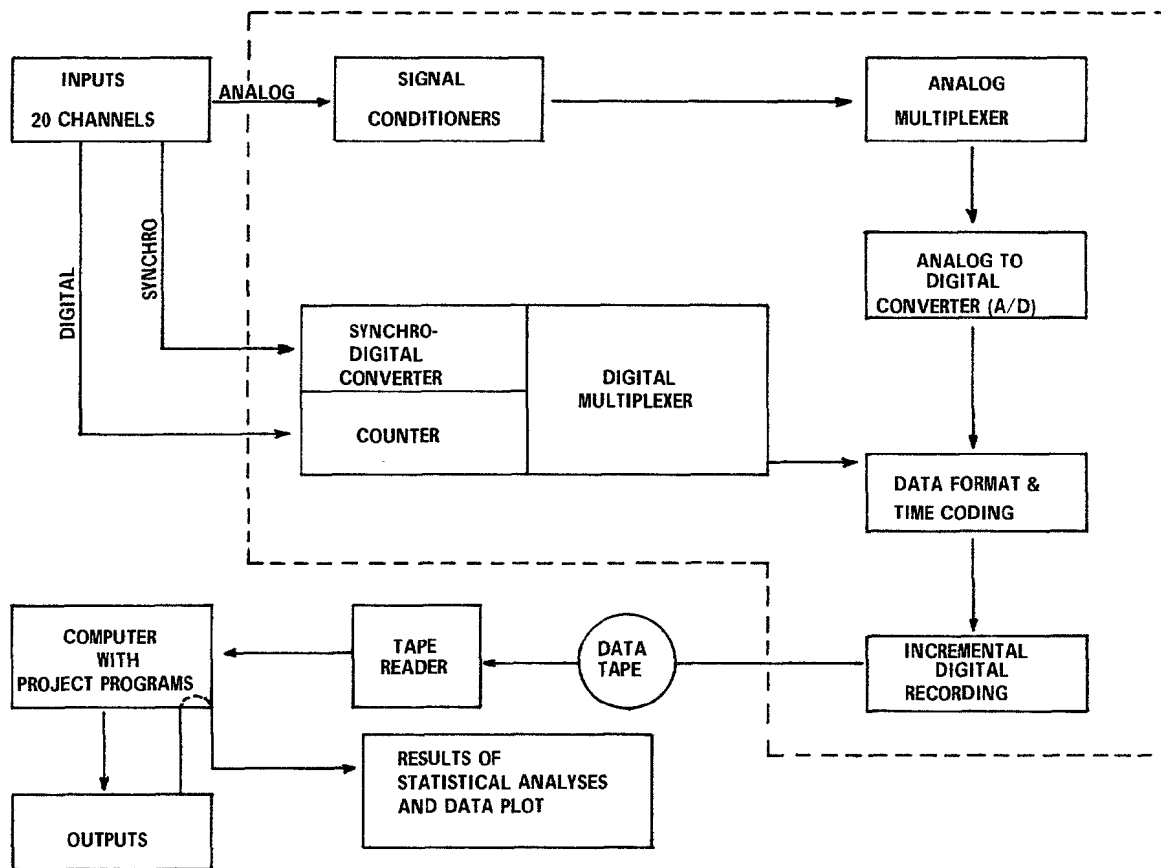 INPUTS
20 CHANNELS
ANALOG
SIGNAL
CONDITIONERS
ANALOG
MULTIPLEXER
DIGITAL
SYNCHRO
ANALOG TO
DIGITAL
CONVERTER (A/D)
SYNCHRO-
DIGITAL
CONVERTER
COUNTER
DIGITAL
MULTIPLEXER
DATA FORMAT &
TIME CODING
COMPUTER
WITH
PROJECT PROGRAMS
TAPE
READER
DATA
TAPE
INCREMENTAL
DIGITAL
RECORDING
RESULTS OF
STATISTICAL ANALYSES
AND DATA PLOT
OUTPUTS